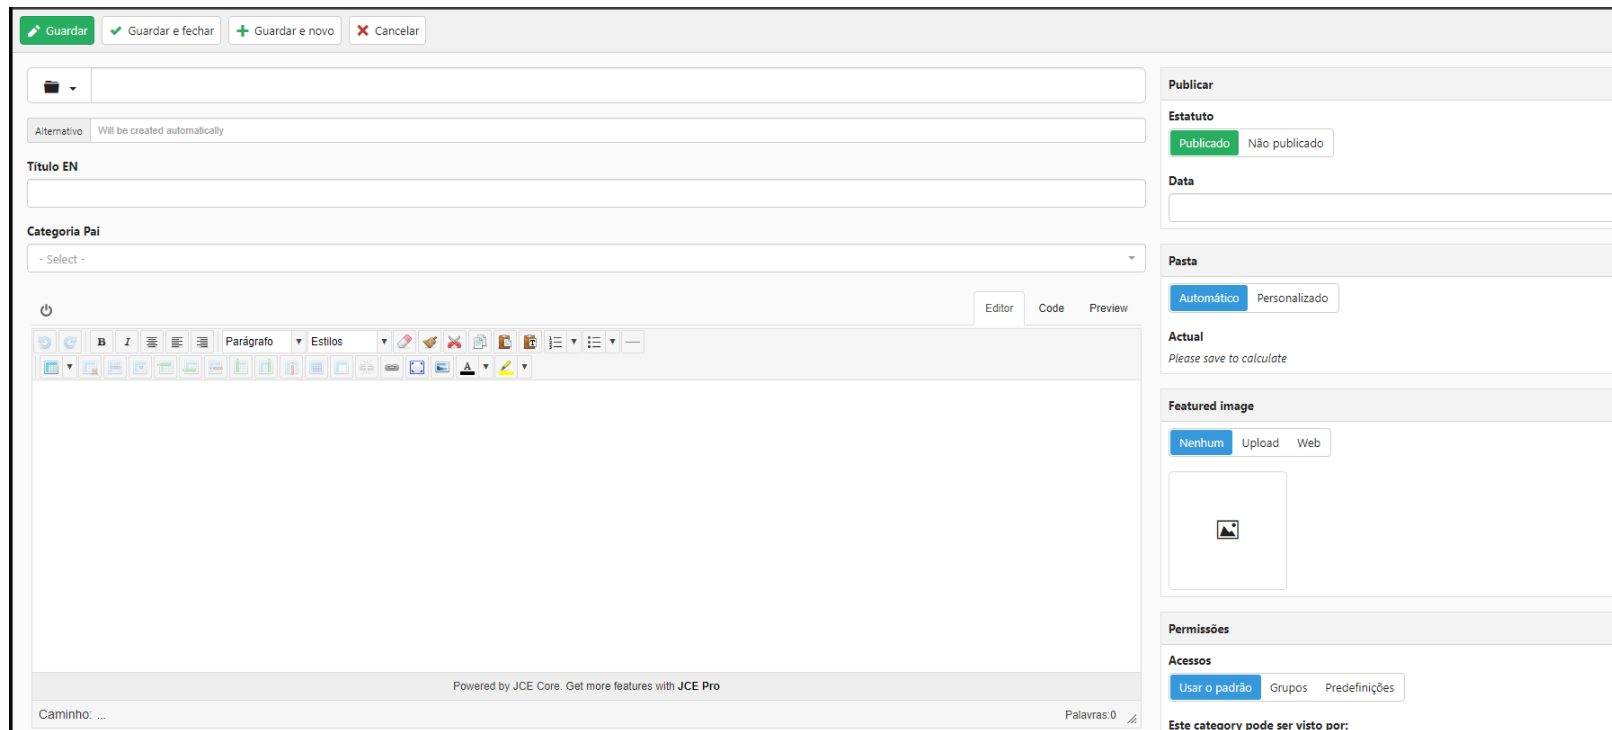 Guardar Guardar e fechar Guardar e novo Cancelar
Alternativo Will be created automatically
Título EN
Categoria Pai
- Select -
Editor Code Preview
B I Parágrafo Estilos
A
Powered by JCE Core. Get more features with JCE Pro
Caminho: ... Palavras:0
Publicar
Estatuto
Publicado Não publicado
Data
Pasta
Automático Personalizado
Actual
Please save to calculate
Featured image
Nenhum Upload Web
Permissões
Acessos
Usar o padrão Grupos Predefinições
Este category pode ser visto por: